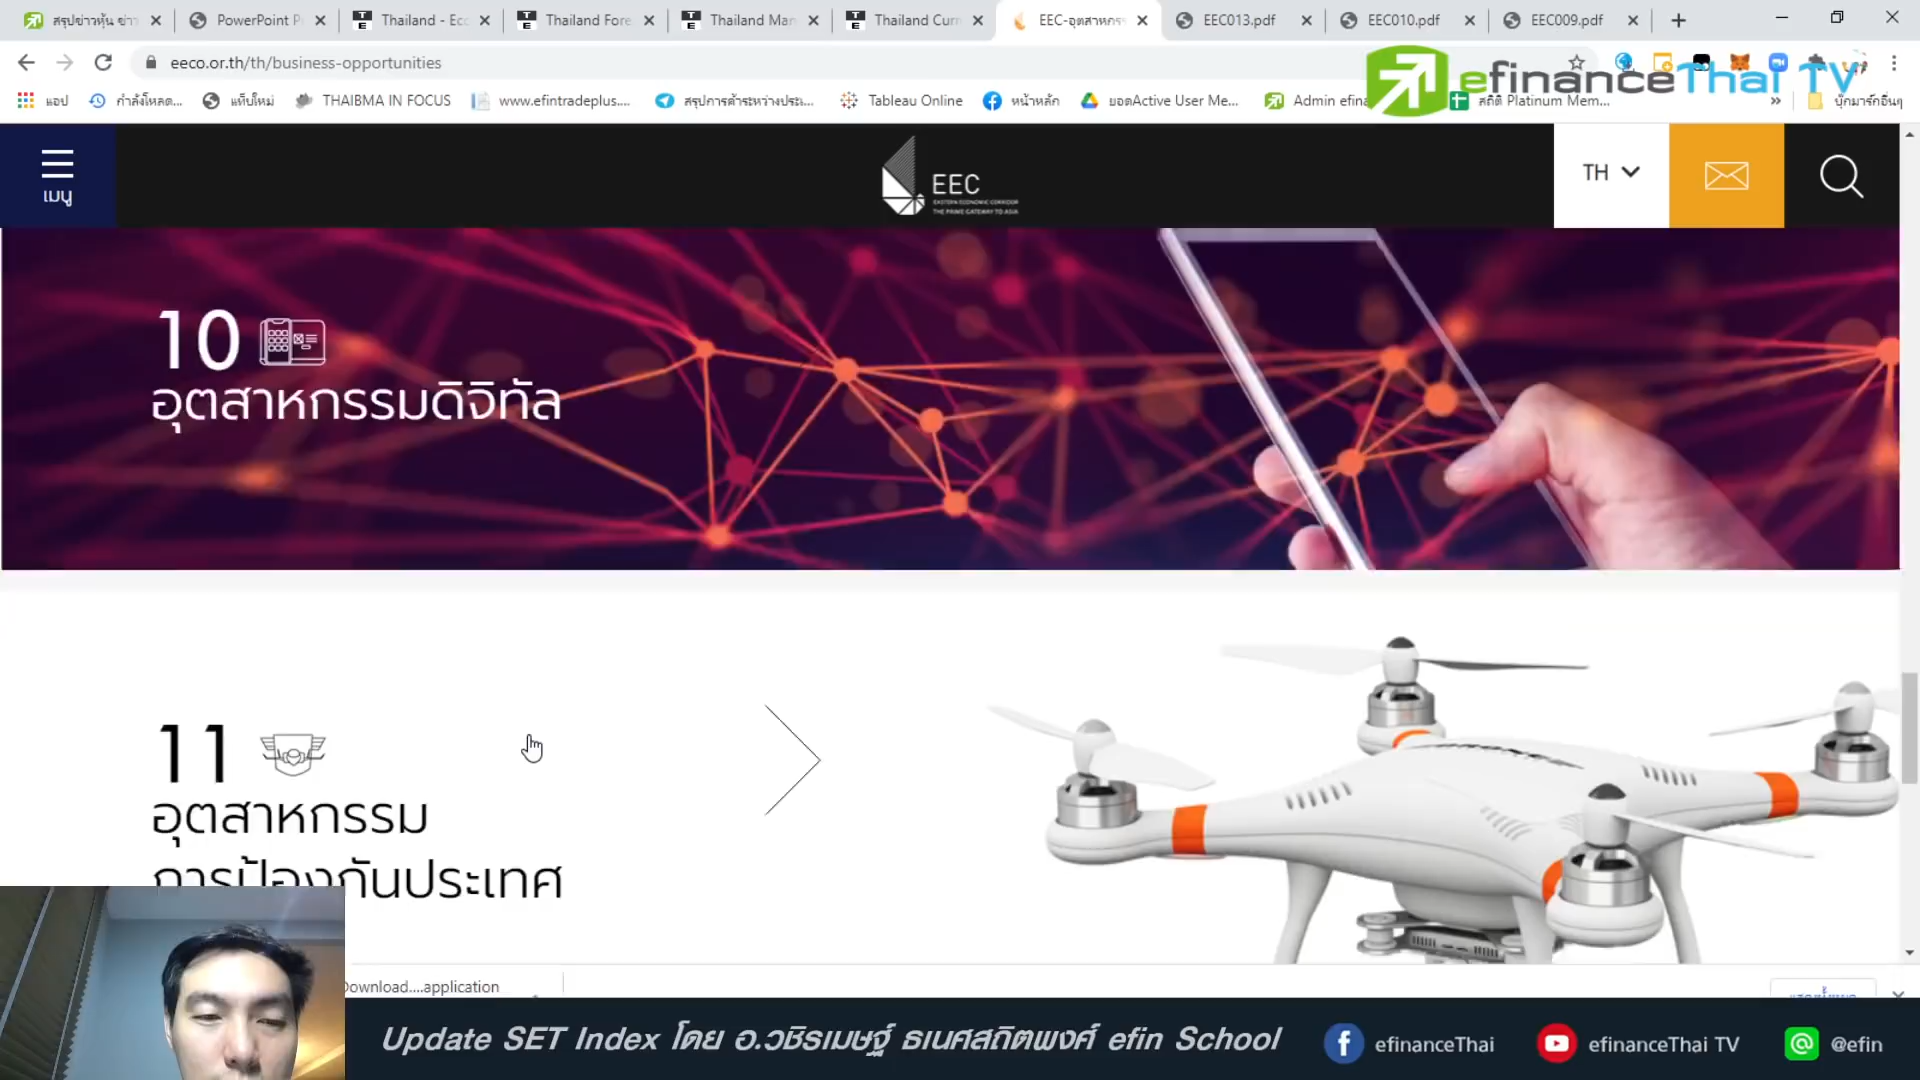 สรุปข่าวหุ้น ข่าว
PowerPoint P
Thailand - Ecc
Thailand Fore
Thailand Man
Thailand Curr
EEC-อุตสาหกร
EEC013.pdf
EEC010.pdf
EEC009.pdf
eeco.or.th/th/business-opportunities
efinanceThai TV
แอป
กำลังโหลด...
แท็บใหม่
THAIBMA IN FOCUS
www.efintradeplus....
สรุปการค้าระหว่างประเ...
Tableau Online
หน้าหลัก
ยอดActive User Me...
Admin efina
สถิติ Platinum Mem...
บุ๊กมาร์กอื่นๆ
เมนู
EEC
EASTERN ECONOMIC CORRIDOR
THE PRIME GATEWAY TO ASIA
TH
10
อุตสาหกรรมดิจิทัล
11
อุตสาหกรรม
การป้องกันประเทศ
Download....application
Update SET Index โดย อ.วชิรเมษฐ์ ธเนศสถิตพงศ์ efin School
efinanceThai
efinanceThai TV
@efin